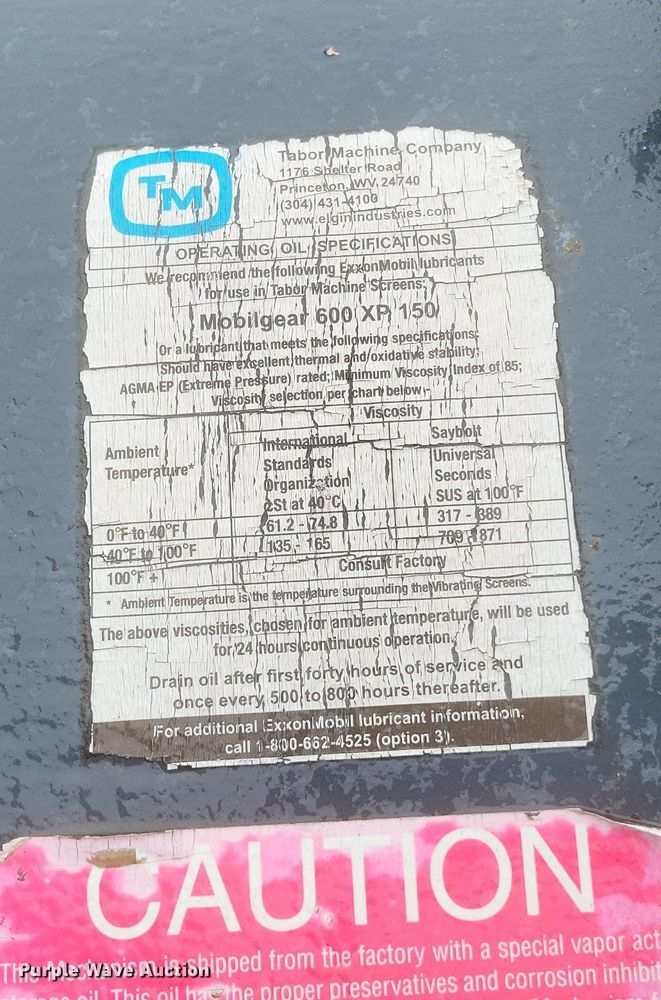 TM
Tabor Machine Company
1176 Shelter Road
Princeton, WV 24740
(304) 431-4100
www.elginindustries.com
OPERATING OIL SPECIFICATIONS
We recommend the following ExxonMobil lubricants
for use in Tabor Machine Screens:
Mobilgear 600 XP 150
Or a lubricant that meets the following specifications:
Should have excellent thermal and oxidative stability;
AGMA EP (Extreme Pressure) rated; Minimum Viscosity Index of 85;
Viscosity selection per chart below-
Viscosity
Ambient
Temperature*
International
Standards
Organization
cSt at 40°C
Saybolt
Universal
Seconds
SUS at 100°F
0°F to 40°F 61.2 - 74.8 317 - 389
40°F to 100°F 135 - 165 709 - 871
100°F + Consult Factory
* Ambient Temperature is the temperature surrounding the Vibrating Screens.
The above viscosities, chosen for ambient temperature, will be used
for 24 hours continuous operation.
Drain oil after first forty hours of service and
once every 500 to 800 hours thereafter.
For additional ExxonMobil lubricant information,
call 1-800-662-4525 (option 3).
CAUTION
This Mechanism is shipped from the factory with a special vapor act
oil. This oil has the proper preservatives and corrosion inhibit
Purple Wave Auction